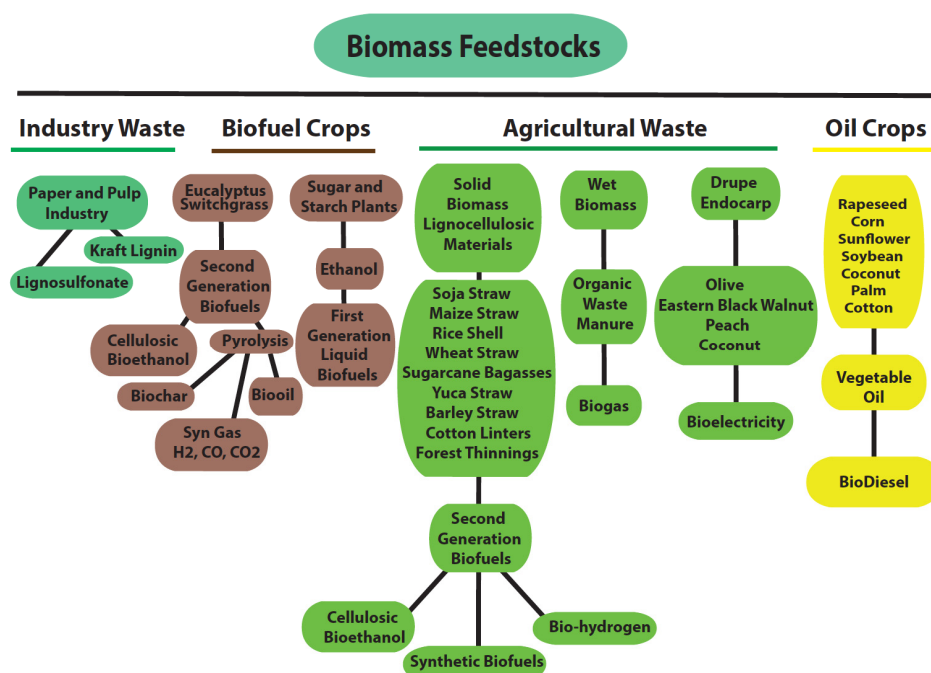 Biomass Feedstocks
Industry Waste
Biofuel Crops
Agricultural Waste
Oil Crops
Paper and Pulp
Industry
Kraft Lignin
Lignosulfonate
Eucalyptus
Switchgrass
Second
Generation
Biofuels
Cellulosic
Bioethanol
Pyrolysis
Biochar
Biooil
Syn Gas
H2, CO, CO2
Sugar and
Starch Plants
Ethanol
First
Generation
Liquid
Biofuels
Solid
Biomass
Lignocellulosic
Materials
Soja Straw
Maize Straw
Rice Shell
Wheat Straw
Sugarcane Bagasses
Yuca Straw
Barley Straw
Cotton Linters
Forest Thinnings
Second
Generation
Biofuels
Cellulosic
Bioethanol
Synthetic Biofuels
Bio-hydrogen
Wet
Biomass
Organic
Waste
Manure
Biogas
Drupe
Endocarp
Olive
Eastern Black Walnut
Peach
Coconut
Bioelectricity
Rapeseed
Corn
Sunflower
Soybean
Coconut
Palm
Cotton
Vegetable
Oil
BioDiesel